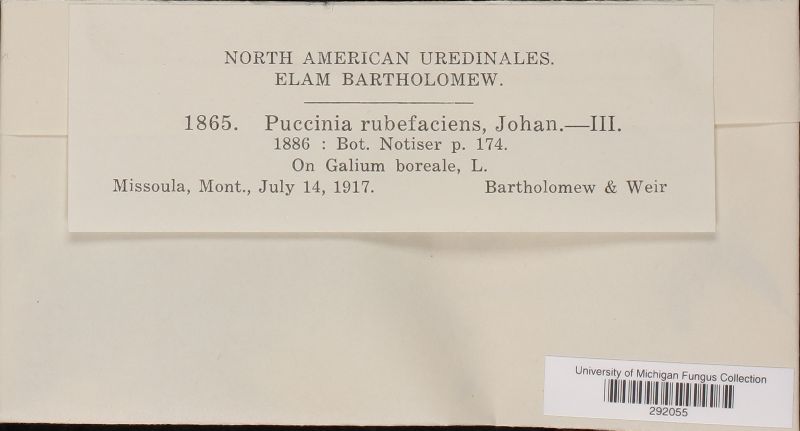 NORTH AMERICAN UREDINALES.
ELAM BARTHOLOMEW.
1865. Puccinia rubefaciens, Johan.—III.
1886 : Bot. Notiser p. 174.
On Galium boreale, L.
Missoula, Mont., July 14, 1917. Bartholomew & Weir
University of Michigan Fungus Collection
292055